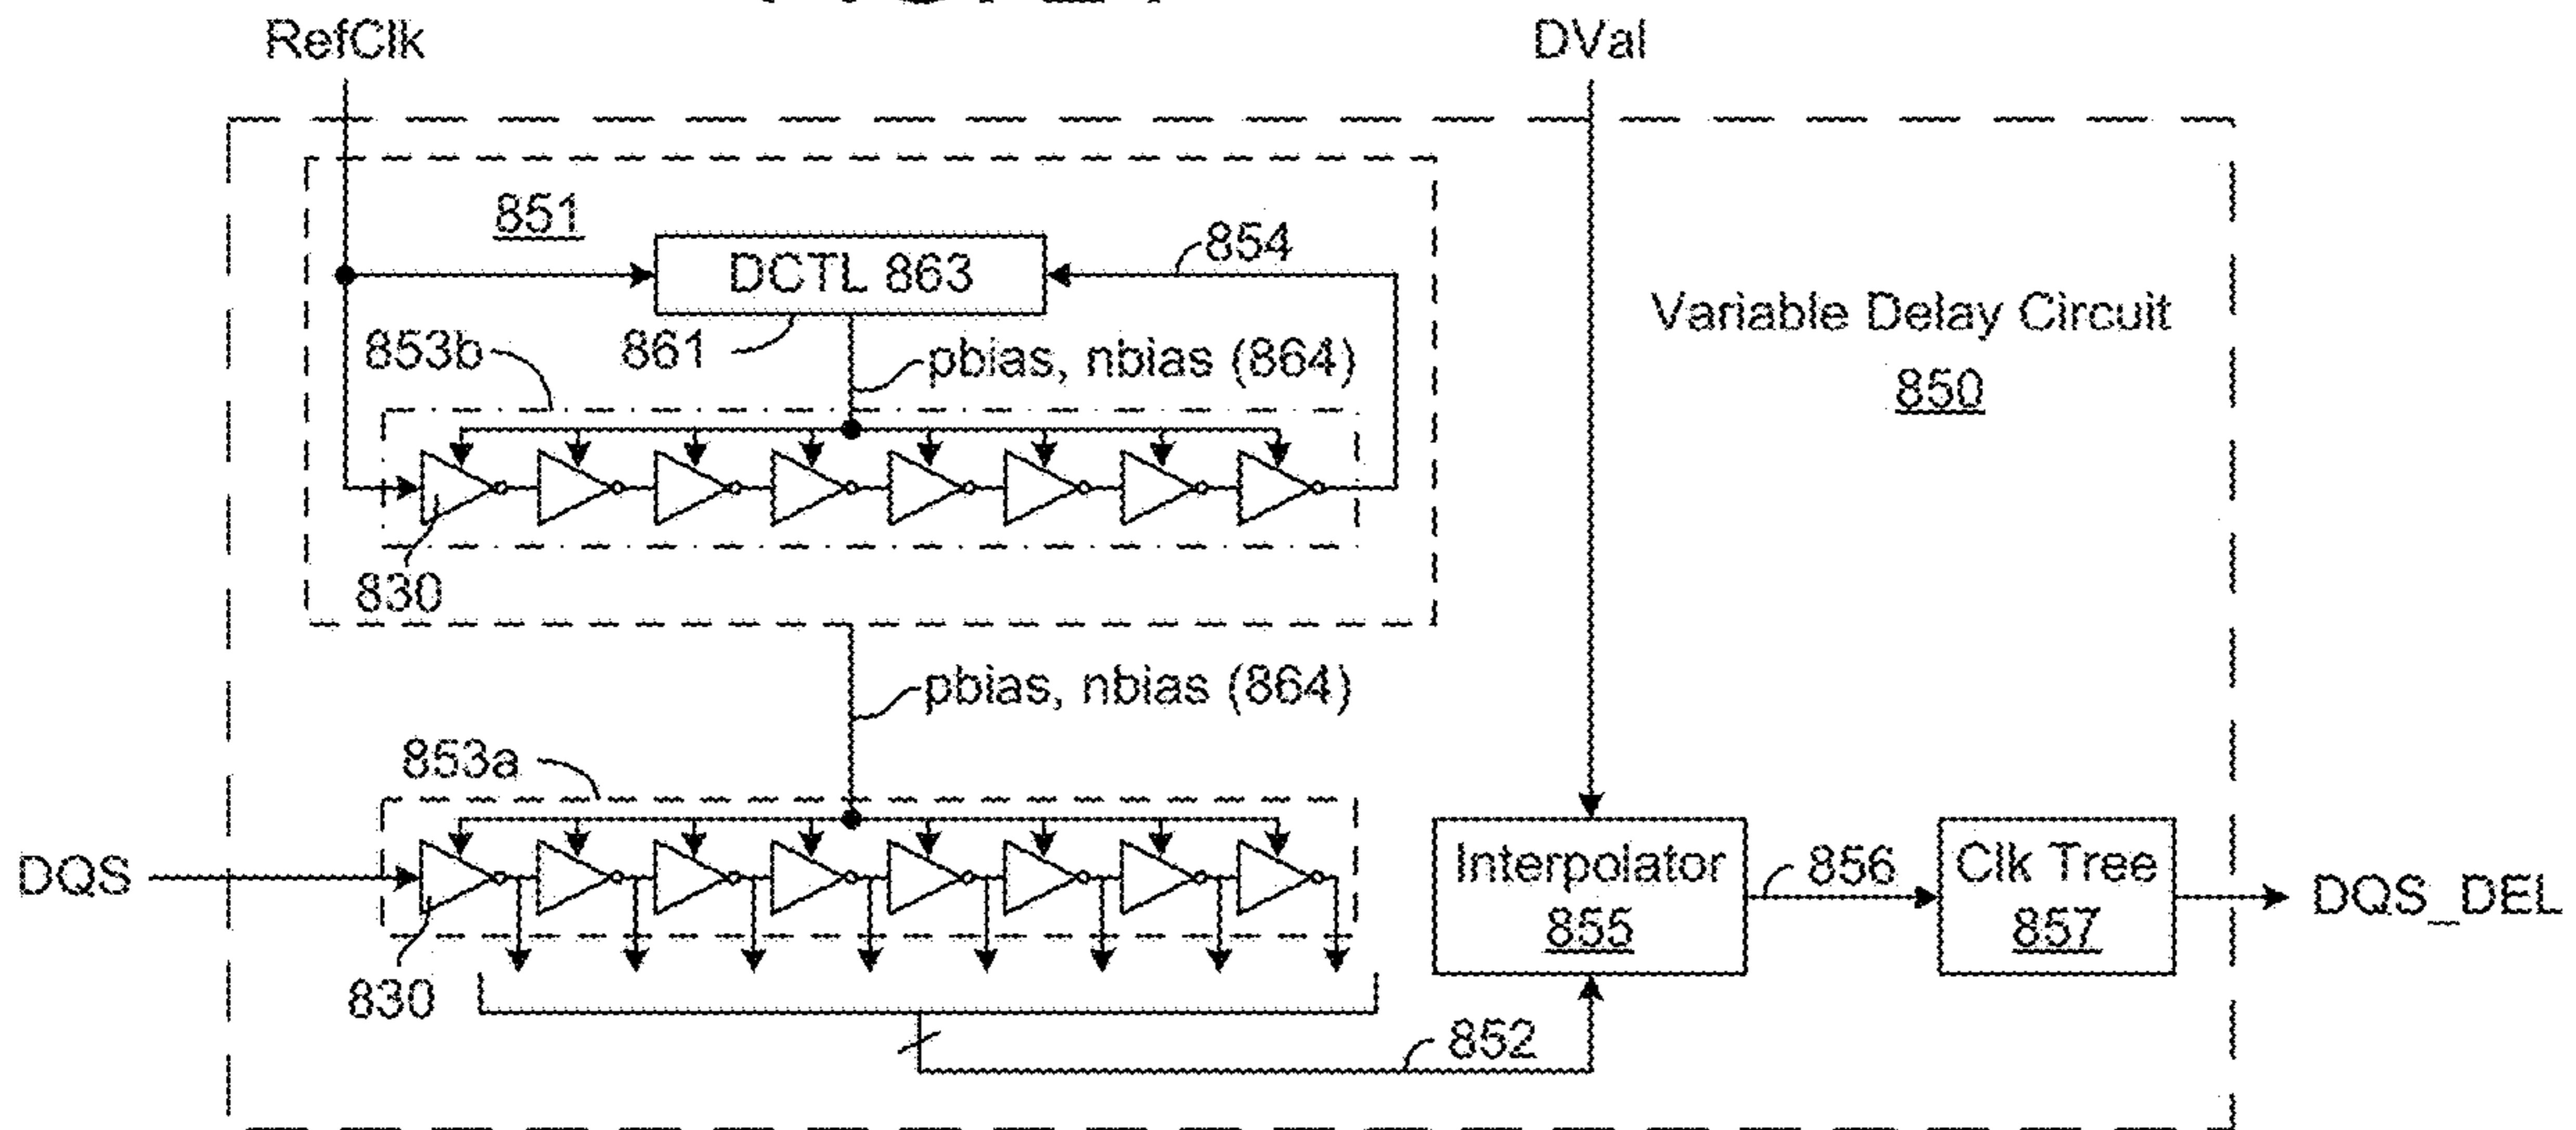 RefClk
DVal
851
DCTL 863
854
853b
861
pbias, nbias (864)
Variable Delay Circuit
850
830
pbias, nbias (864)
853a
DQS
830
Interpolator
855
856
Clk Tree
857
DQS_DEL
852